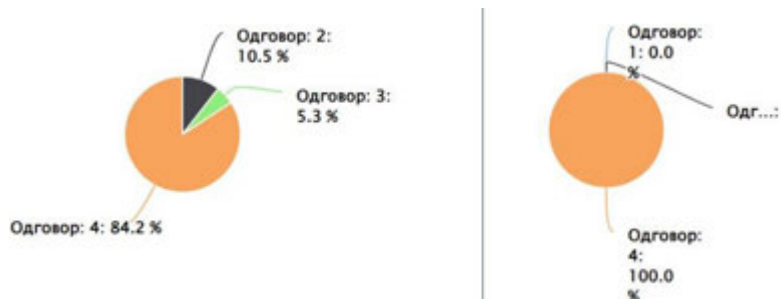 Одговор: 2:
10.5 %
Одговор: 3:
5.3 %
Одговор: 4: 84.2 %
Одговор:
1: 0.0
%
Одг...:
Одговор:
4:
100.0
%